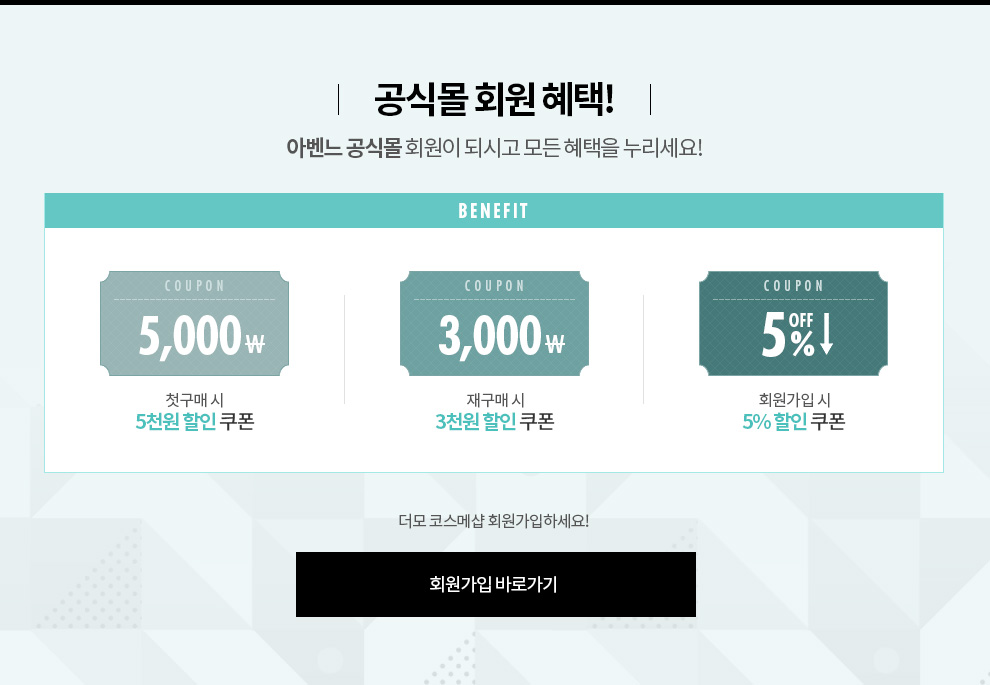 공식몰 회원 혜택!
아벤느 공식몰 회원이 되시고 모든 혜택을 누리세요!
BENEFIT
COUPON
5,000₩
첫구매 시
5천원 할인 쿠폰
COUPON
3,000₩
재구매 시
3천원 할인 쿠폰
COUPON
5% OFF↓
회원가입 시
5% 할인 쿠폰
더모 코스메샵 회원가입하세요!
회원가입 바로가기